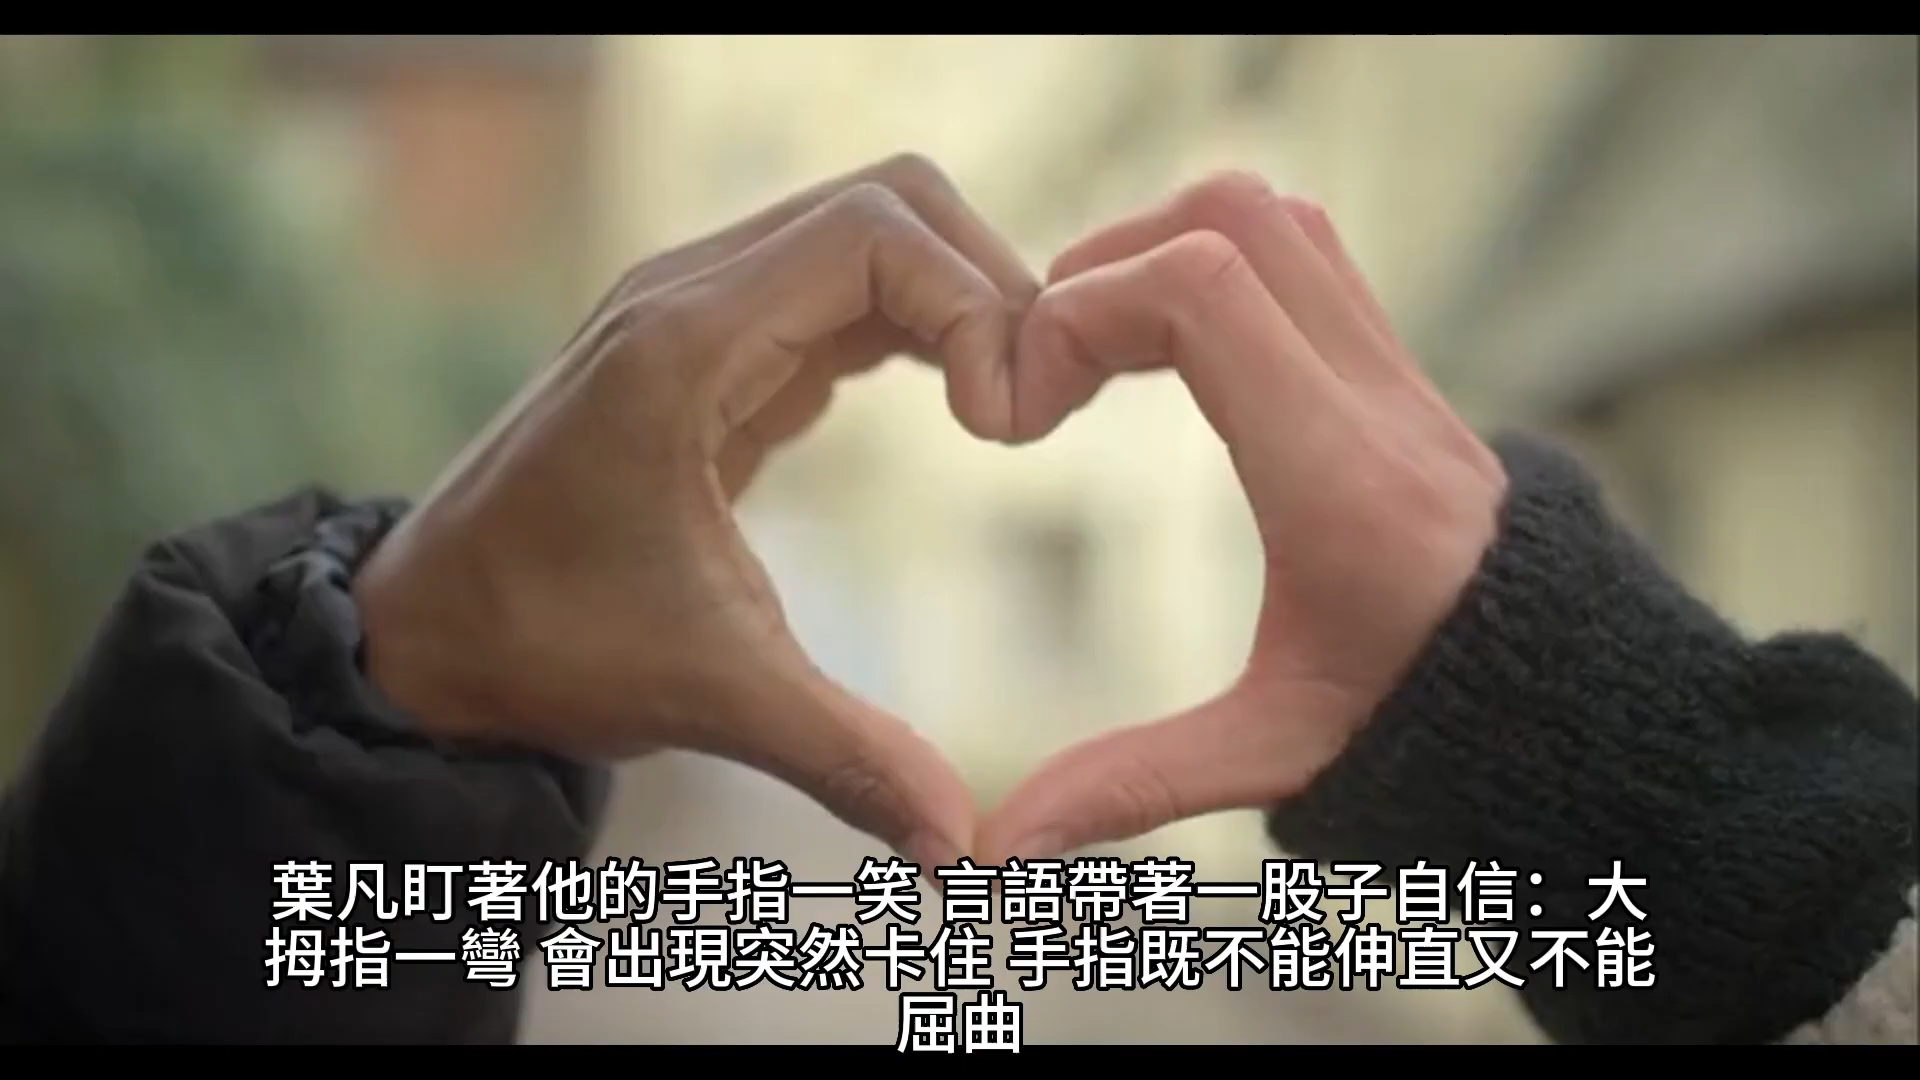 葉凡盯著他的手指一笑 言語帶著一股子自信：大
拇指一彎 會出現突然卡住 手指既不能伸直又不能
屈曲